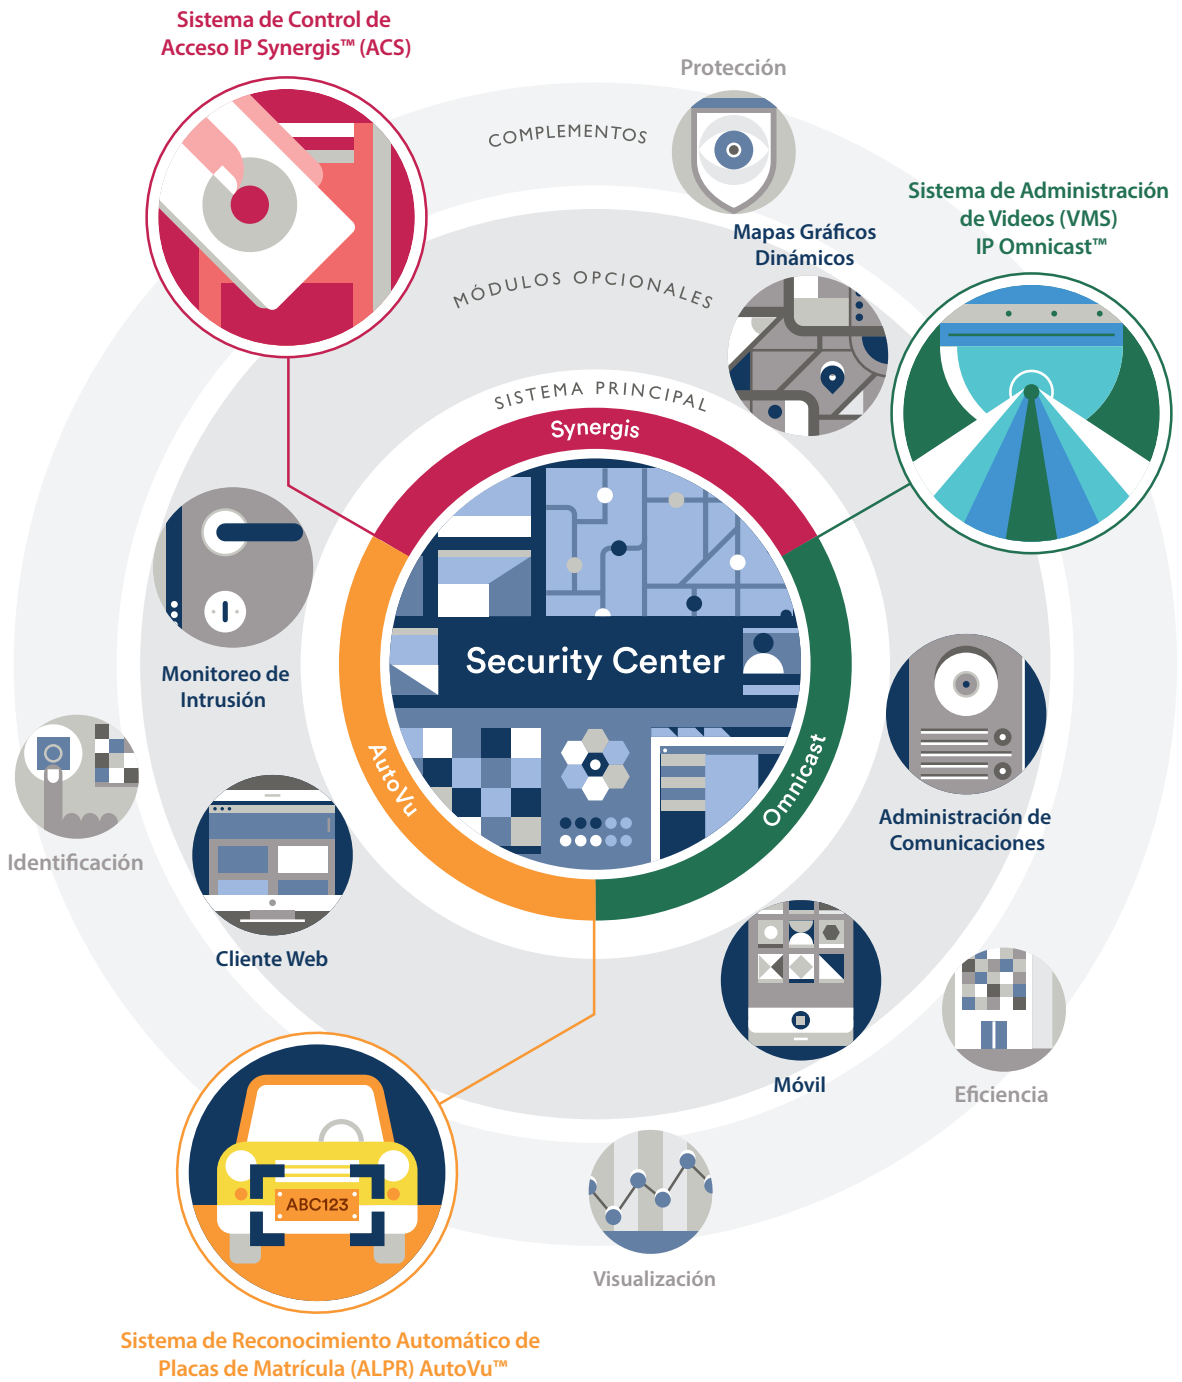 Sistema de Control de
Acceso IP Synergis™ (ACS)
Protección
COMPLEMENTOS
Sistema de Administración
de Videos (VMS)
IP Omnicast™
Mapas Gráficos
Dinámicos
MÓDULOS OPCIONALES
SISTEMA PRINCIPAL
Synergis
Security Center
Monitoreo de
Intrusión
AutoVu
Omnicast
Identificación
Administración de
Comunicaciones
Cliente Web
Móvil
Eficiencia
ABC123
Visualización
Sistema de Reconocimiento Automático de
Placas de Matrícula (ALPR) AutoVu™